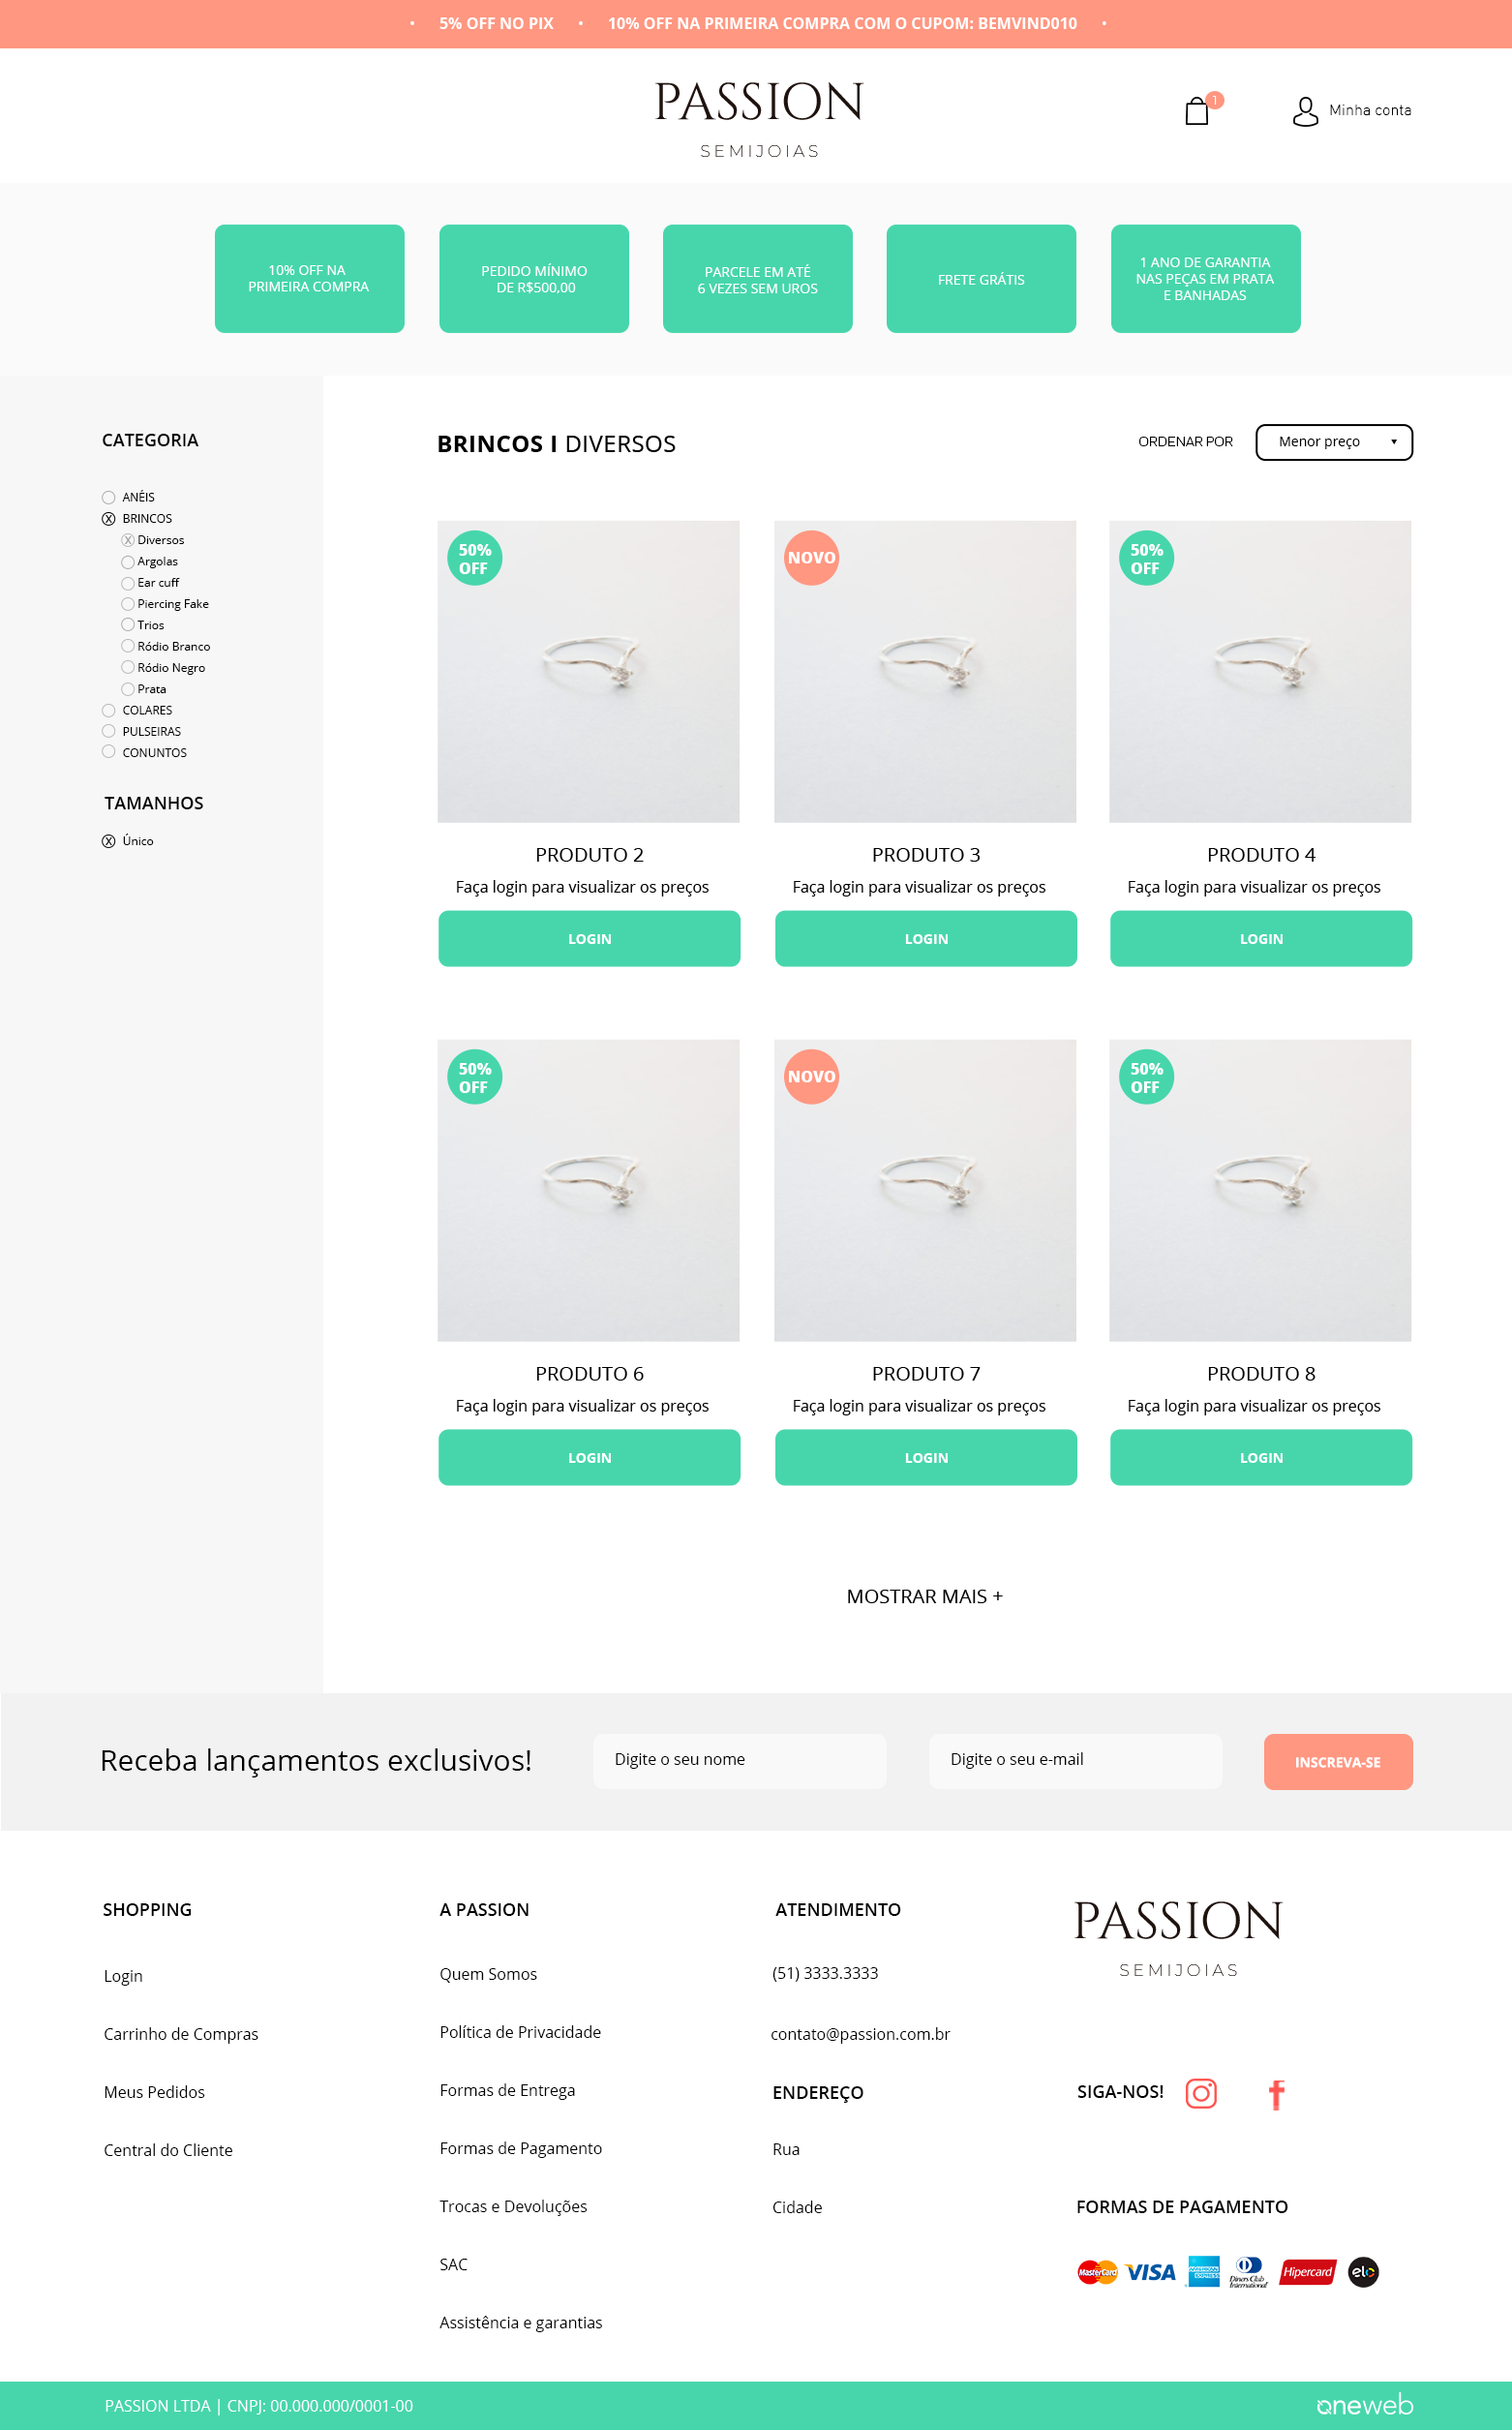 • 5% OFF NO PIX • 10% OFF NA PRIMEIRA COMPRA COM O CUPOM: BEMVIND010 •
PASSION
SEMIJOIAS
1
Minha conta
10% OFF NA
PRIMEIRA COMPRA
PEDIDO MÍNIMO
DE R$500,00
PARCELE EM ATÉ
6 VEZES SEM UROS
FRETE GRÁTIS
1 ANO DE GARANTIA
NAS PEÇAS EM PRATA
E BANHADAS
CATEGORIA
ANÉIS
X BRINCOS
X Diversos
Argolas
Ear cuff
Piercing Fake
Trios
Ródio Branco
Ródio Negro
Prata
COLARES
PULSEIRAS
CONUNTOS
TAMANHOS
X Único
BRINCOS I DIVERSOS
ORDENAR POR
Menor preço
50%
OFF
PRODUTO 2
Faça login para visualizar os preços
LOGIN
NOVO
PRODUTO 3
Faça login para visualizar os preços
LOGIN
50%
OFF
PRODUTO 4
Faça login para visualizar os preços
LOGIN
50%
OFF
PRODUTO 6
Faça login para visualizar os preços
LOGIN
NOVO
PRODUTO 7
Faça login para visualizar os preços
LOGIN
50%
OFF
PRODUTO 8
Faça login para visualizar os preços
LOGIN
MOSTRAR MAIS +
Receba lançamentos exclusivos!
Digite o seu nome
Digite o seu e-mail
INSCREVA-SE
SHOPPING
Login
Carrinho de Compras
Meus Pedidos
Central do Cliente
A PASSION
Quem Somos
Política de Privacidade
Formas de Entrega
Formas de Pagamento
Trocas e Devoluções
SAC
Assistência e garantias
ATENDIMENTO
(51) 3333.3333
contato@passion.com.br
ENDEREÇO
Rua
Cidade
PASSION
SEMIJOIAS
SIGA-NOS!
FORMAS DE PAGAMENTO
MasterCard
VISA
AMERICAN EXPRESS
Diners Club
International
Hipercard
elo
PASSION LTDA | CNPJ: 00.000.000/0001-00
oneweb